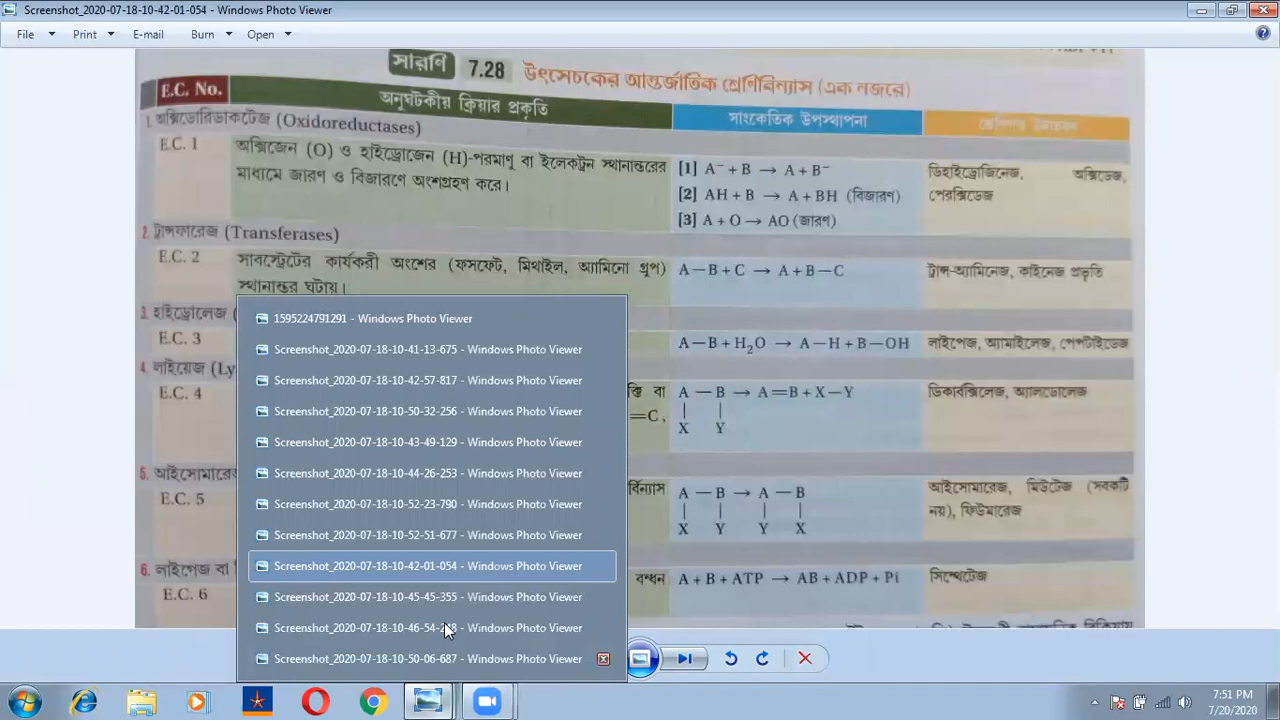 Screenshot_2020-07-18-10-42-01-054 - Windows Photo Viewer
File Print E-mail Burn Open
সারণি 7.28 উৎসেচকের আন্তর্জাতিক শ্রেণিবিন্যাস (এক নজরে)
E.C. No. অনুঘটকীয় ক্রিয়ার প্রকৃতি সাংকেতিক উপস্থাপনা
1. অক্সিডোরিডাকটেজ (Oxidoreductases)
E.C. 1 অক্সিজেন (O) ও হাইড্রোজেন (H)-পরমাণু বা ইলেকট্রন স্থানান্তরের [1] A⁻ + B → A + B⁻ ডিহাইড্রোজিনেজ, অক্সিডেজ,
মাধ্যমে জারণ ও বিজারণে অংশগ্রহণ করে। [2] AH + B → A + BH (বিজারণ) পেরক্সিডেজ
[3] A + O → AO (জারণ)
2. ট্রান্সফারেজ (Transferases)
E.C. 2 সাবস্ট্রেটের কার্যকরী অংশের (ফসফেট, মিথাইল, অ্যামিনো গ্রুপ) A—B + C → A + B—C ট্রান্স-অ্যামিনেজ, কাইনেজ প্রভৃতি
স্থানান্তর ঘটায়।
3. হাইড্রোলেজ (
E.C. 3 A—B + H₂O → A—H + B—OH লাইপেজ, অ্যামাইলেজ, পেপটাইডেজ
4. লাইয়েজ (Ly
E.C. 4 বা A — B → A=B + X—Y ডিকার্বক্সিলেজ, অ্যালডোলেজ
=C, | |
X Y
5. আইসোমারেজ
E.C. 5 র্বিন্যাস A — B → A — B আইসোমারেজ, মিউটেজ (সবকটি
| | | | নয়), ফিউমারেজ
X Y Y X
6. লাইগেজ বা
E.C. 6 বন্ধন A + B + ATP → AB + ADP + Pi সিন্থেটেজ
1595224791291 - Windows Photo Viewer
Screenshot_2020-07-18-10-41-13-675 - Windows Photo Viewer
Screenshot_2020-07-18-10-42-57-817 - Windows Photo Viewer
Screenshot_2020-07-18-10-50-32-256 - Windows Photo Viewer
Screenshot_2020-07-18-10-43-49-129 - Windows Photo Viewer
Screenshot_2020-07-18-10-44-26-253 - Windows Photo Viewer
Screenshot_2020-07-18-10-52-23-790 - Windows Photo Viewer
Screenshot_2020-07-18-10-52-51-677 - Windows Photo Viewer
Screenshot_2020-07-18-10-42-01-054 - Windows Photo Viewer
Screenshot_2020-07-18-10-45-45-355 - Windows Photo Viewer
- Windows Photo Viewer
Screenshot_2020-07-18-10-50-06-687 - Windows Photo Viewer
7:51 PM
7/20/2020